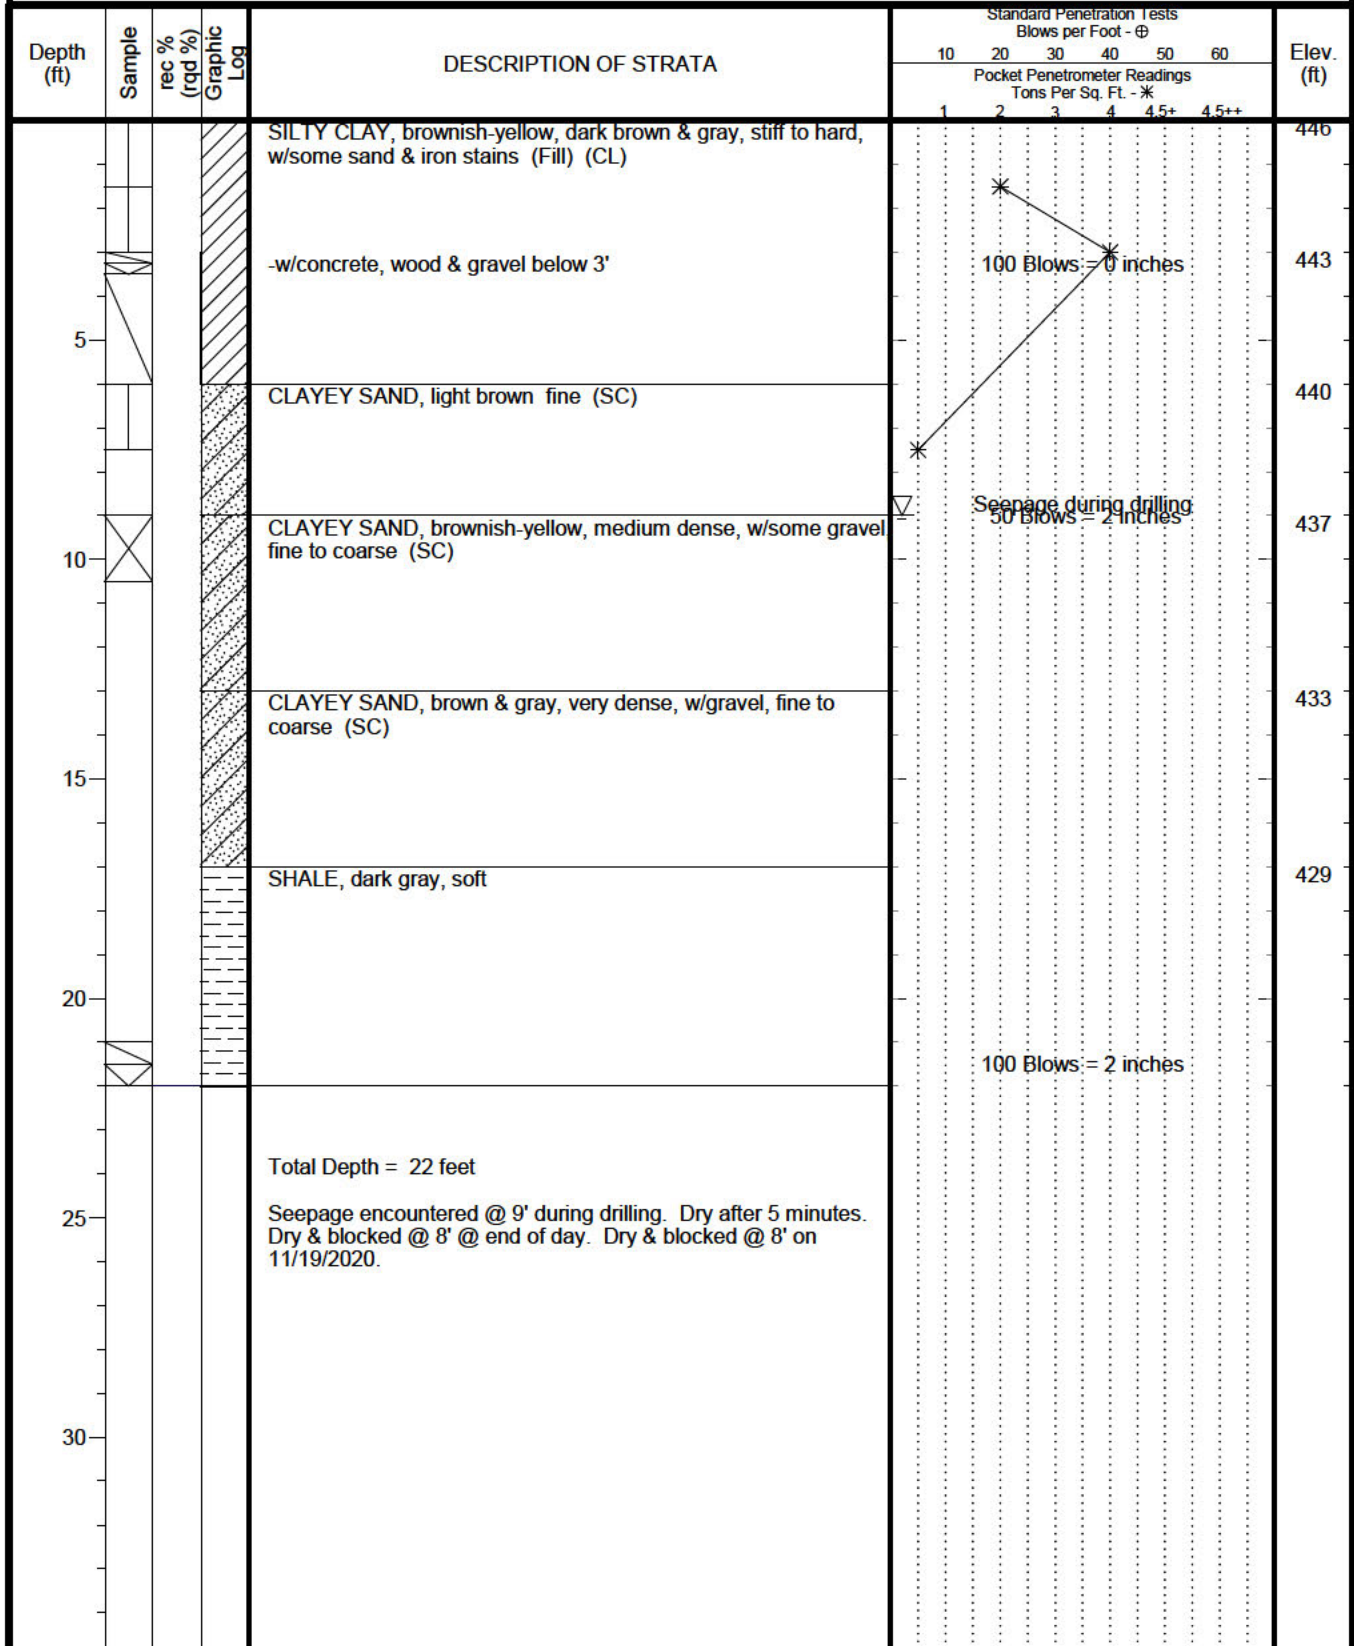 Depth
(ft)
Sample
rec %
(rqd %)
Graphic
Log
DESCRIPTION OF STRATA
Standard Penetration Tests
Blows per Foot - ⊕
10 20 30 40 50 60
Pocket Penetrometer Readings
Tons Per Sq. Ft. - ⚹
1 2 3 4 4.5+ 4.5++
Elev.
(ft)
SILTY CLAY, brownish-yellow, dark brown & gray, stiff to hard,
w/some sand & iron stains (Fill) (CL)
446
-w/concrete, wood & gravel below 3'
100 Blows = 0 inches
443
5
CLAYEY SAND, light brown fine (SC)
440
Seepage during drilling
50 Blows = 2 inches
CLAYEY SAND, brownish-yellow, medium dense, w/some gravel
fine to coarse (SC)
437
10
CLAYEY SAND, brown & gray, very dense, w/gravel, fine to
coarse (SC)
433
15
SHALE, dark gray, soft
429
20
100 Blows = 2 inches
Total Depth = 22 feet
25
Seepage encountered @ 9' during drilling. Dry after 5 minutes.
Dry & blocked @ 8' @ end of day. Dry & blocked @ 8' on
11/19/2020.
30